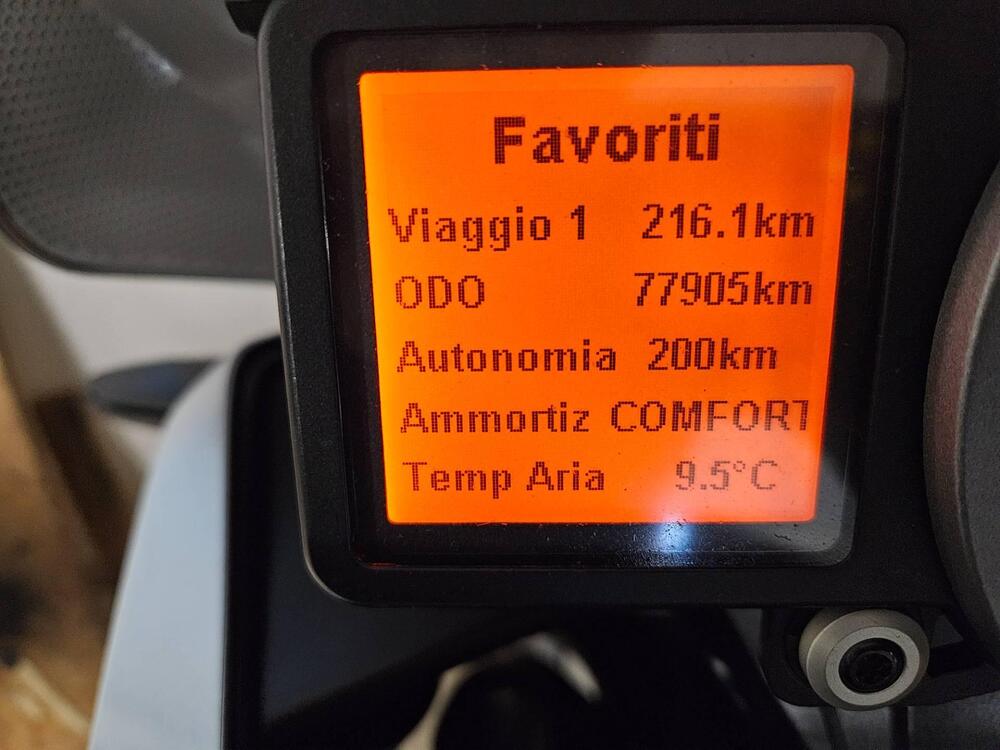 Favoriti
Viaggio 1 216.1km
ODO 77905km
Autonomia 200km
Ammortiz COMFORT
Temp Aria 9.5°C